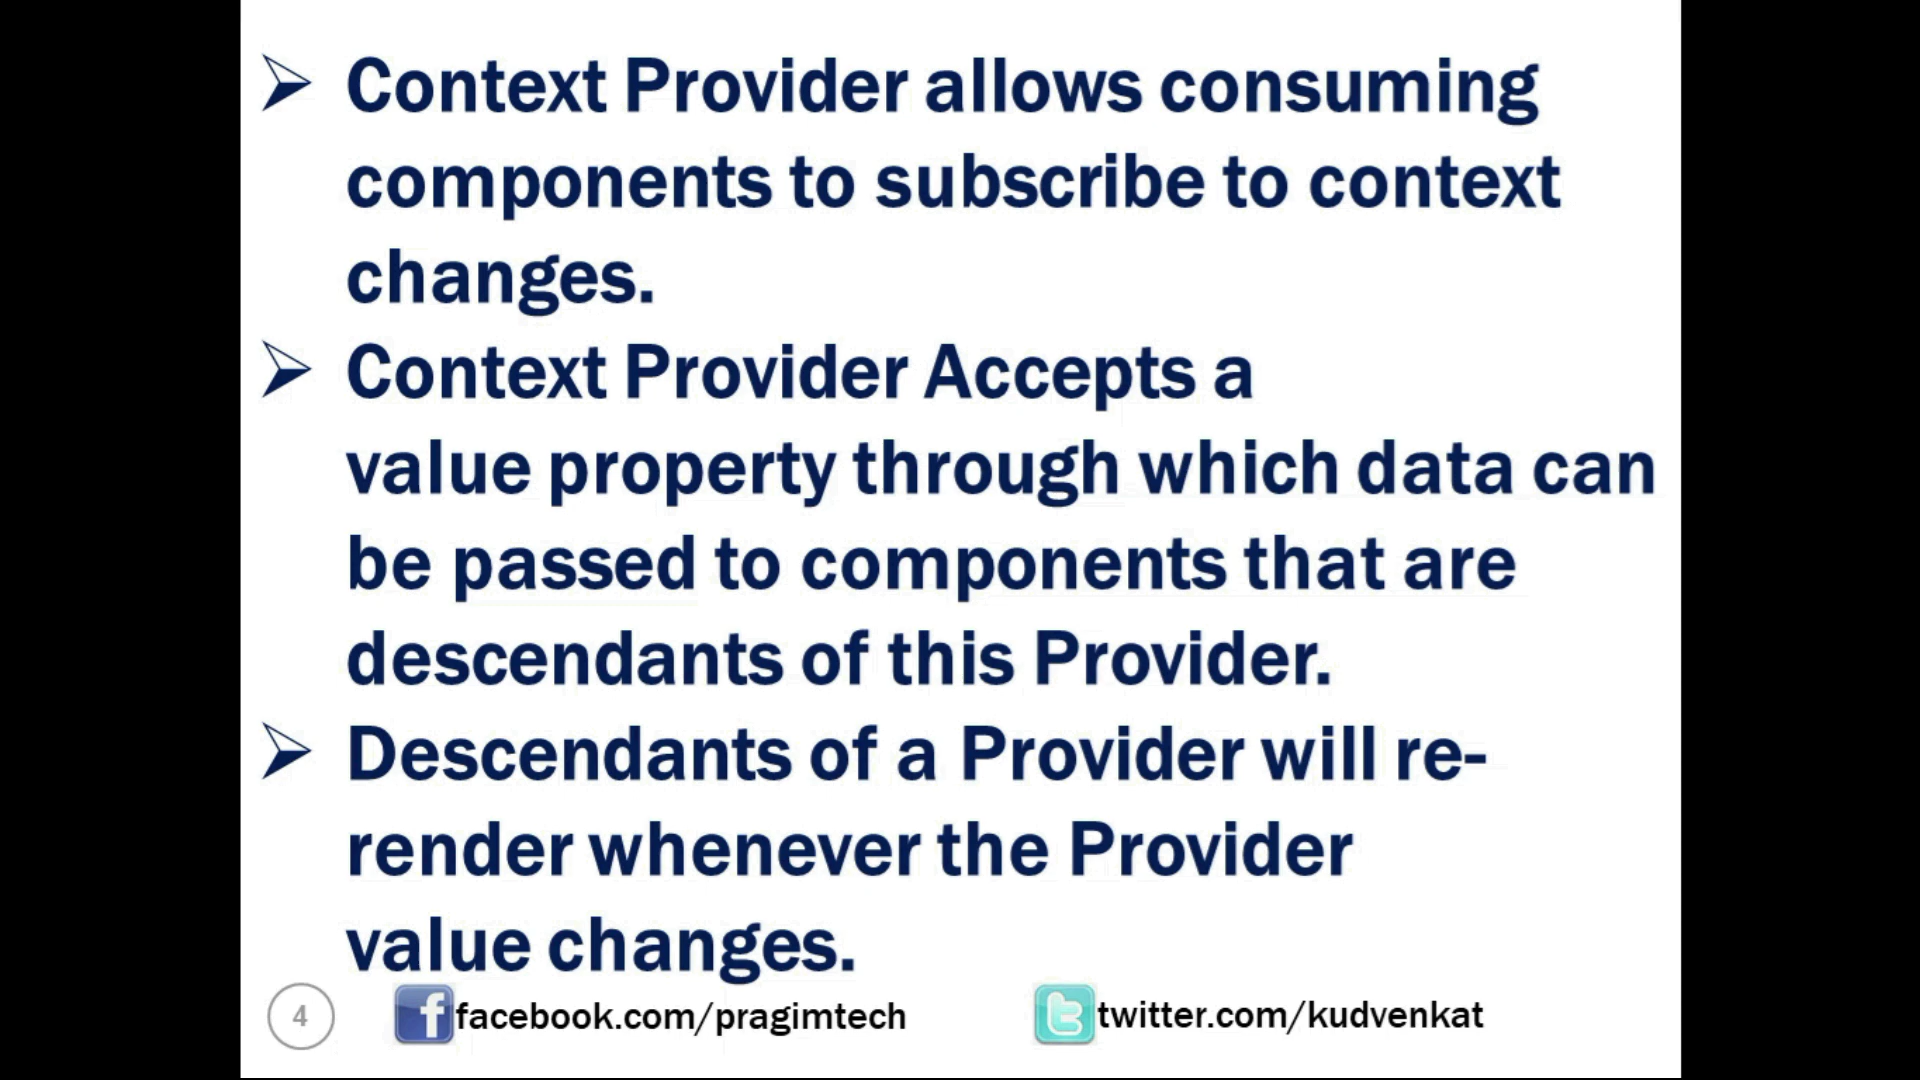 Context Provider allows consuming
components to subscribe to context
changes.
Context Provider Accepts a
value property through which data can
be passed to components that are
descendants of this Provider.
Descendants of a Provider will re-
render whenever the Provider
value changes.
4 facebook.com/pragimtech twitter.com/kudvenkat